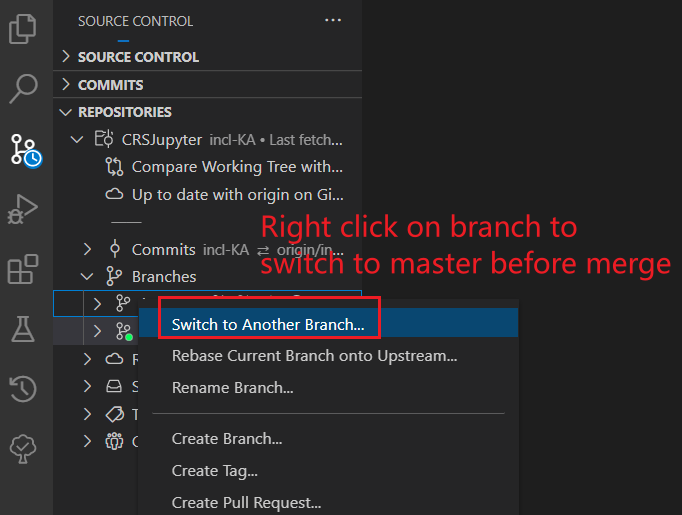 SOURCE CONTROL
SOURCE CONTROL
COMMITS
REPOSITORIES
CRSJupyter incl-KA • Last fetch...
Compare Working Tree with...
Up to date with origin on Gi...
Right click on branch to
Commits incl-KA ⇄ origin/in...
switch to master before merge
Branches
Switch to Another Branch...
Rebase Current Branch onto Upstream...
Rename Branch...
Create Branch...
Create Tag...
Create Pull Request...